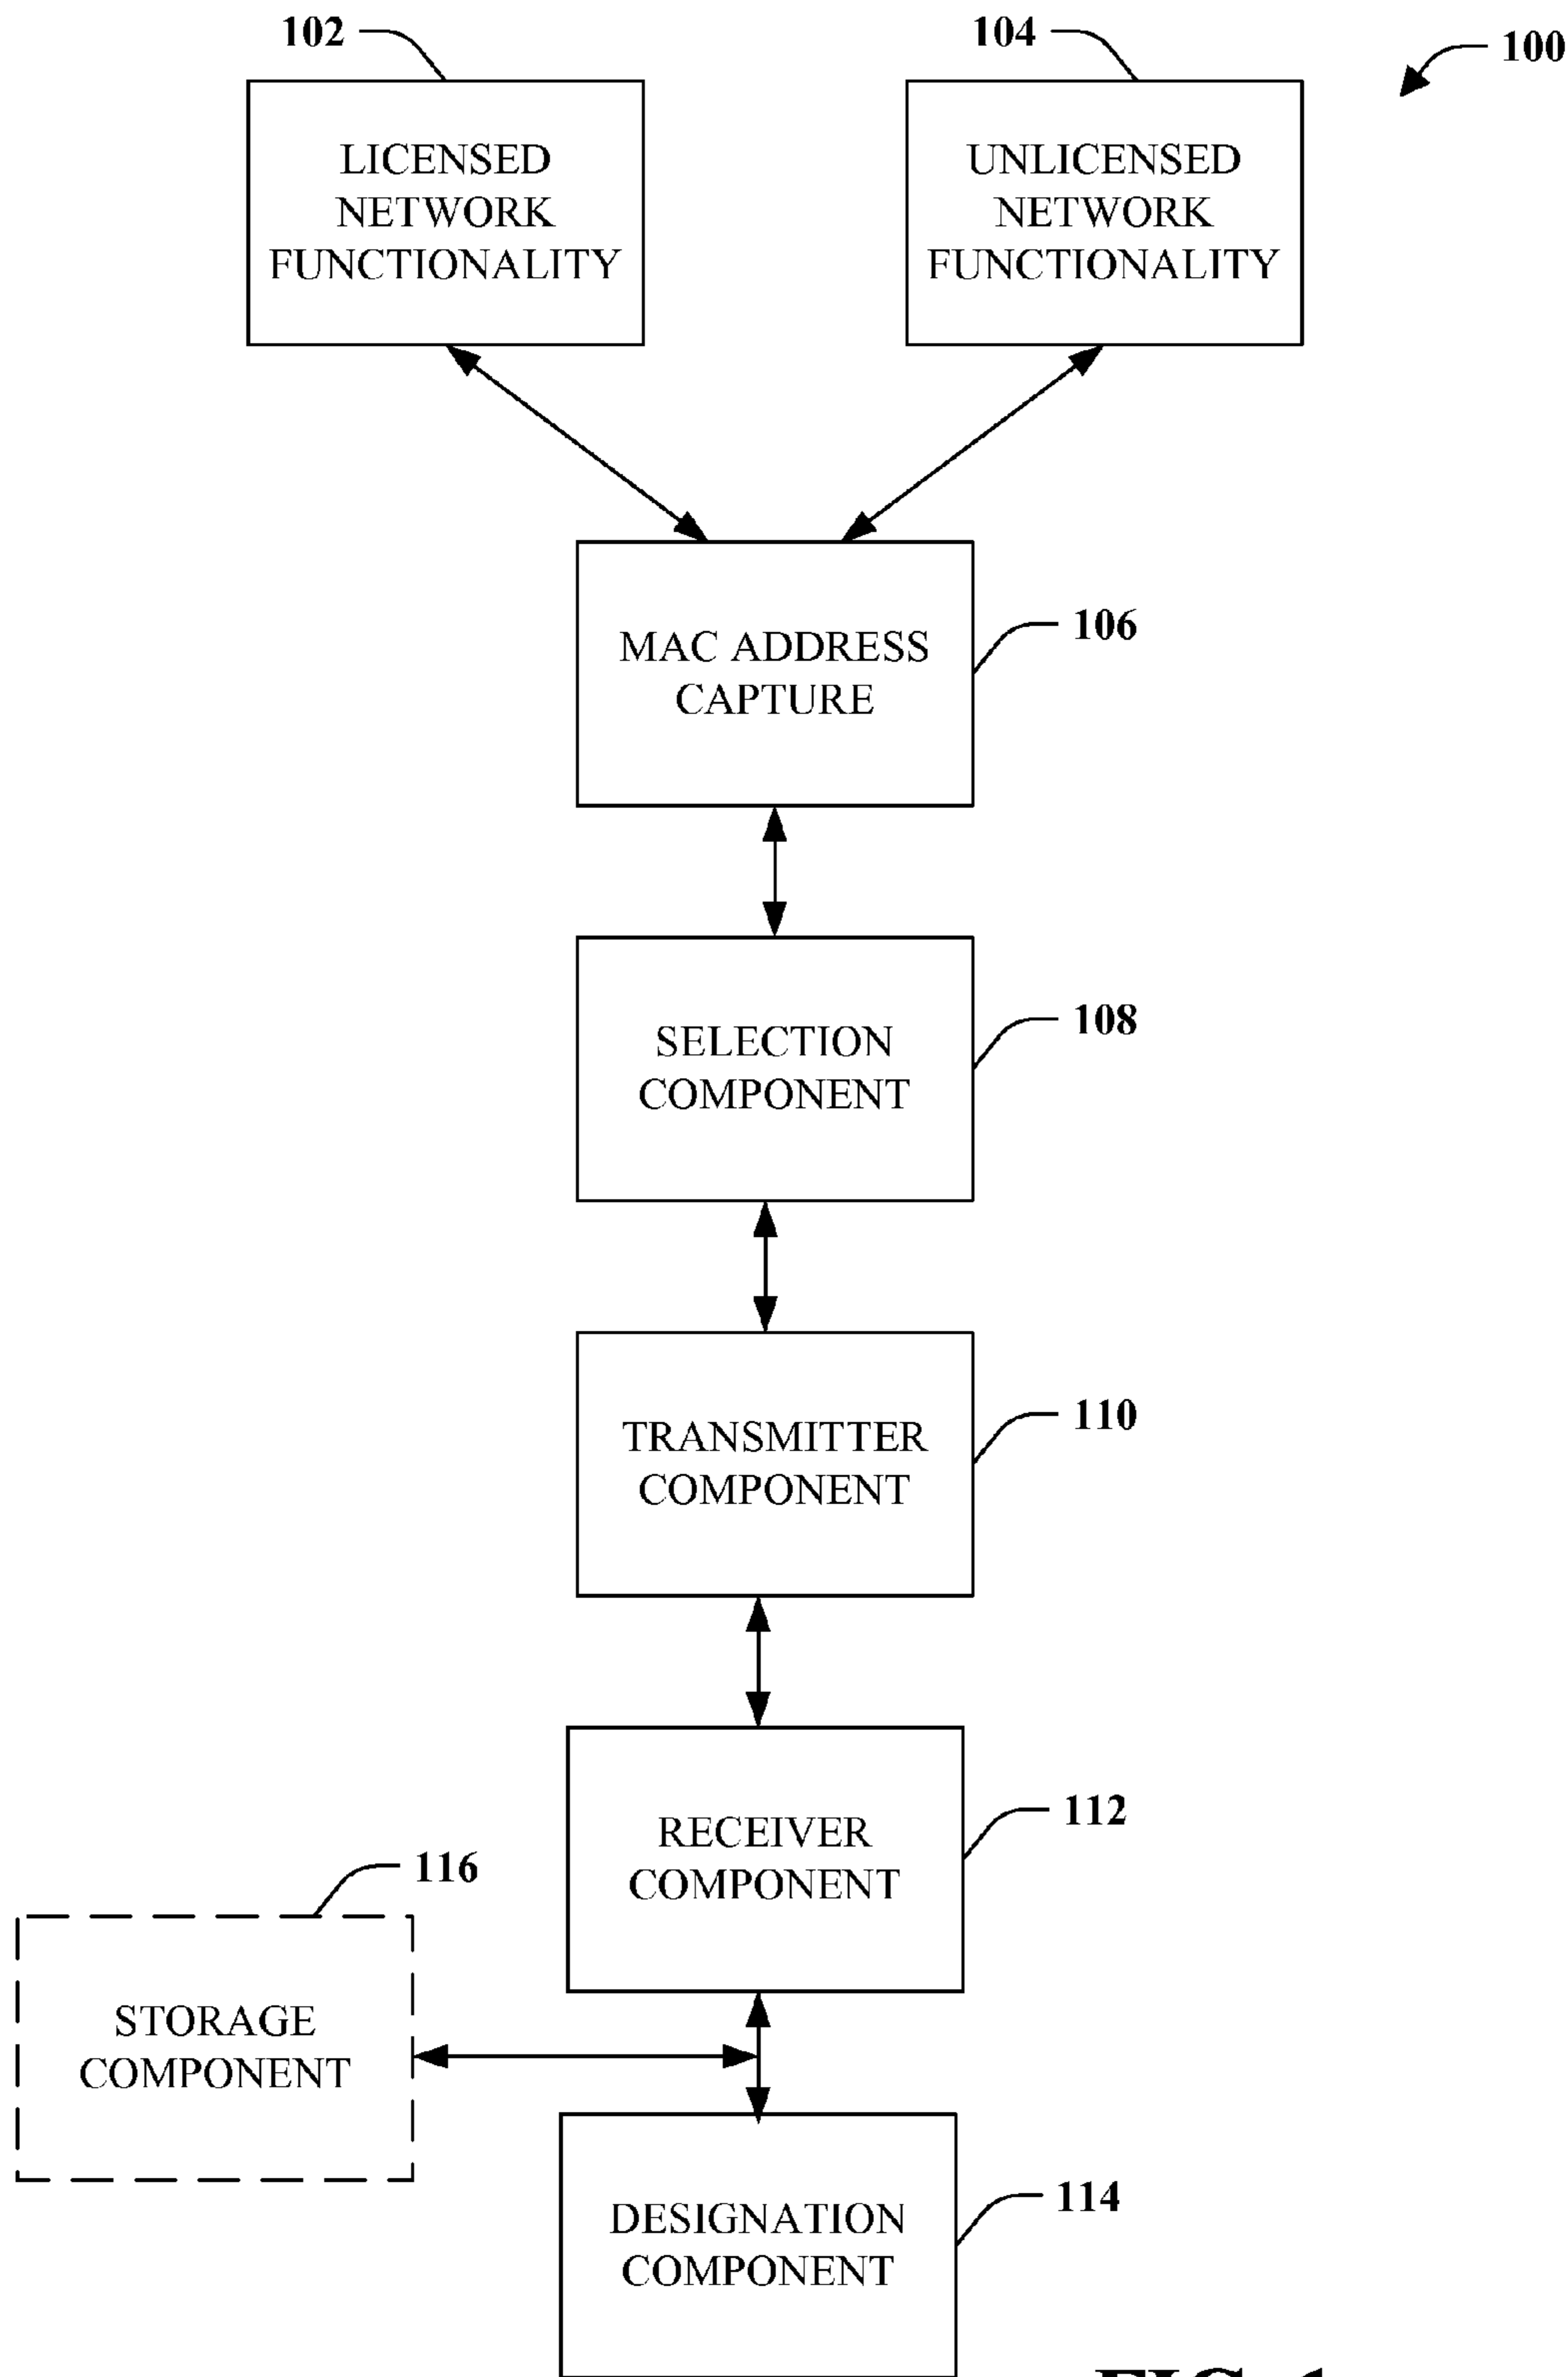 102
104
100
LICENSED
NETWORK
FUNCTIONALITY
UNLICENSED
NETWORK
FUNCTIONALITY
MAC ADDRESS
CAPTURE
106
SELECTION
COMPONENT
108
TRANSMITTER
COMPONENT
110
RECEIVER
COMPONENT
112
116
STORAGE
COMPONENT
DESIGNATION
COMPONENT
114